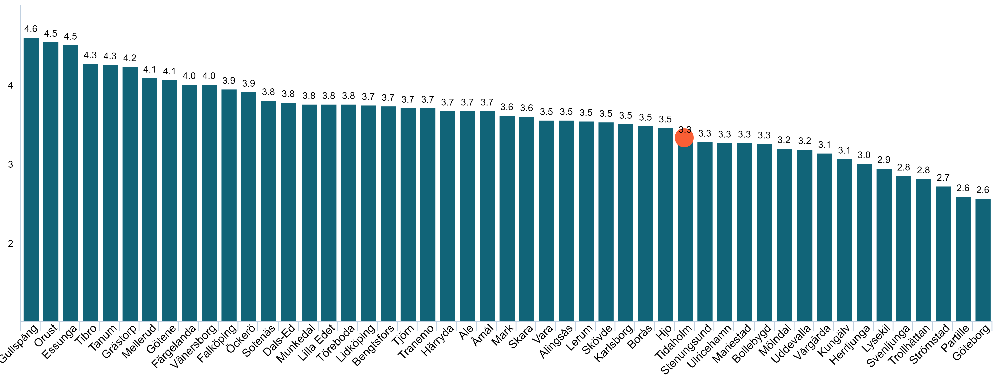 4.6 4.5 4.5 4.3 4.3 4.2 4.1 4.1 4.0 4.0 3.9 3.9 3.8 3.8 3.8 3.8 3.8 3.7 3.7 3.7 3.7 3.7 3.7 3.7 3.6 3.6 3.5 3.5 3.5 3.5 3.5 3.5 3.5 3.3 3.3 3.3 3.3 3.3 3.2 3.2 3.1 3.1 3.0 2.9 2.8 2.8 2.7 2.6 2.6
4
3
2
Gullspång
Orust
Essunga
Tibro
Tanum
Grästorp
Mellerud
Götene
Färgelanda
Vänersborg
Falköping
Öckerö
Sotenäs
Dals-Ed
Munkedal
Lilla Edet
Töreboda
Lidköping
Bengtsfors
Tjörn
Tranemo
Härryda
Ale
Åmål
Mark
Skara
Vara
Alingsås
Lerum
Skövde
Karlsborg
Borås
Hjo
Tidaholm
Stenungsund
Ulricehamn
Mariestad
Bollebygd
Mölndal
Uddevalla
Vårgårda
Kungälv
Herrljunga
Lysekil
Svenljunga
Trollhättan
Strömstad
Partille
Göteborg